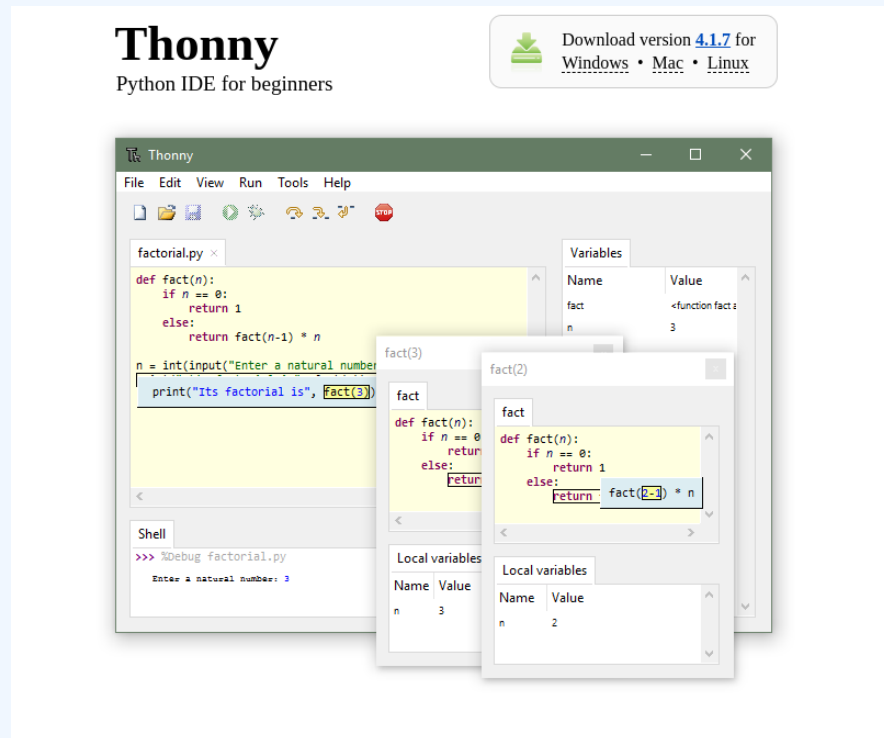 Thonny
Python IDE for beginners
Download version 4.1.7 for
Windows • Mac • Linux
Thonny
File Edit View Run Tools Help
STOP
factorial.py ×
def fact(n):
    if n == 0:
        return 1
    else:
        return fact(n-1) * n
n = int(input("Enter a natural number
print("Its factorial is", fact(3))
Shell
>>> %Debug factorial.py
Enter a natural number: 3
Variables
Name Value
fact <function fact a
n 3
fact(3)
fact
def fact(n):
    if n == 0
        retur
    else:
        retur
Local variables
Name Value
n 3
fact(2)
fact
def fact(n):
    if n == 0:
        return 1
    else:
        return fact(2-1) * n
Local variables
Name Value
n 2